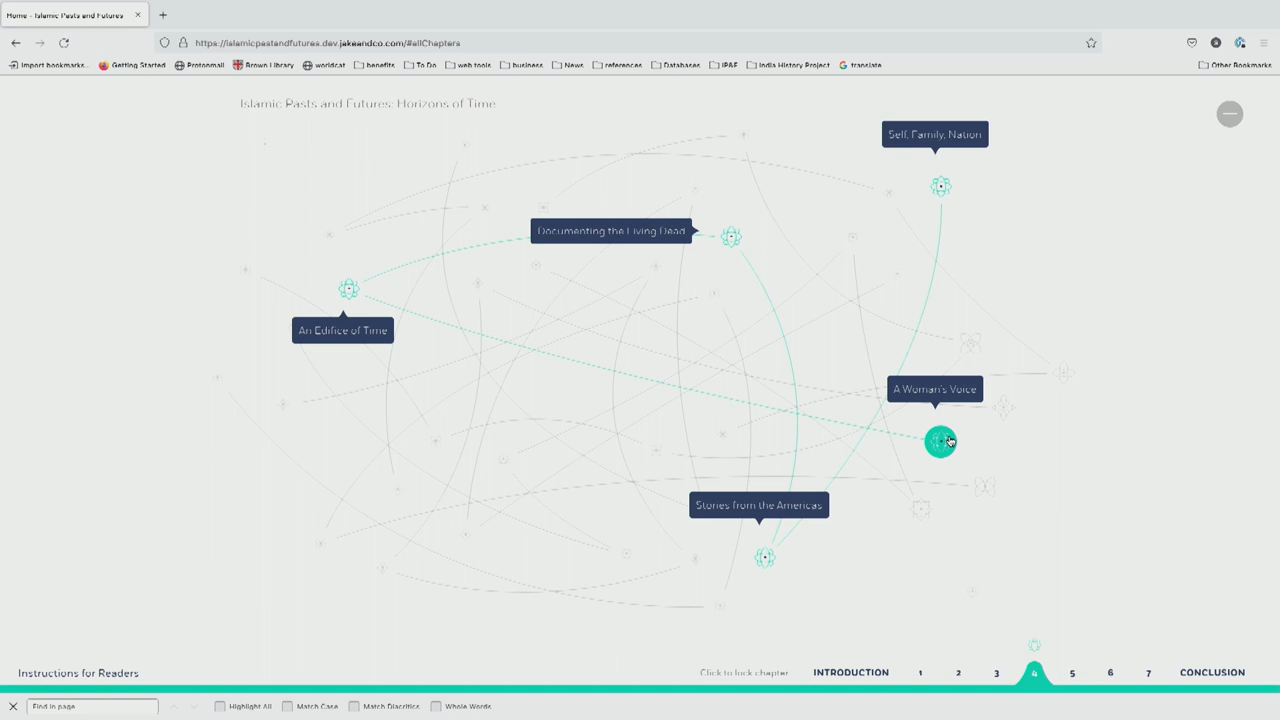 Home - Islamic Pasts and Futures
https://islamicpastandfutures.dev.jakeandco.com/#allChapters
Import bookmarks... Getting Started Protonmail Brown Library worldcat benefits To Do web tools business News references Databases IP&F India History Project translate Other Bookmarks
Islamic Pasts and Futures: Horizons of Time
Self, Family, Nation
Documenting the Living Dead
An Edifice of Time
A Woman's Voice
Stories from the Americas
Instructions for Readers Click to lock chapter INTRODUCTION 1 2 3 4 5 6 7 CONCLUSION
Find in page Highlight All Match Case Match Diacritics Whole Words